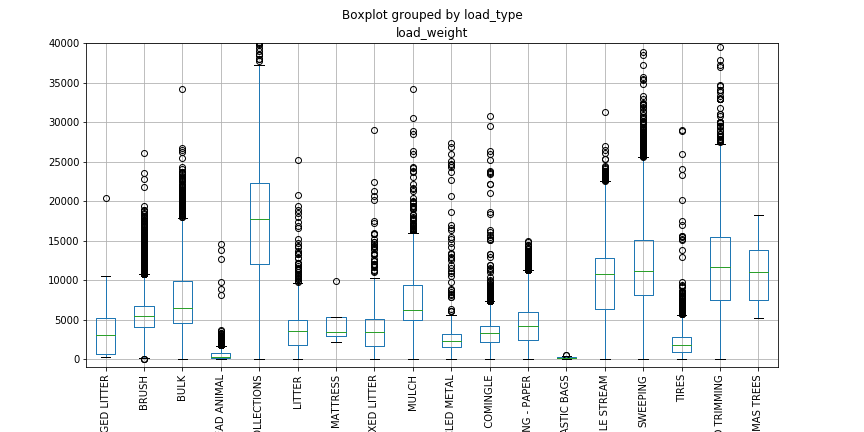 Boxplot grouped by load_type
load_weight
40000
35000
30000
25000
20000
15000
10000
5000
0
GED LITTER
BRUSH
BULK
AD ANIMAL
OLLECTIONS
LITTER
MATTRESS
XED LITTER
MULCH
LED METAL
COMINGLE
NG - PAPER
ASTIC BAGS
LE STREAM
SWEEPING
TIRES
TRIMMING
MAS TREES